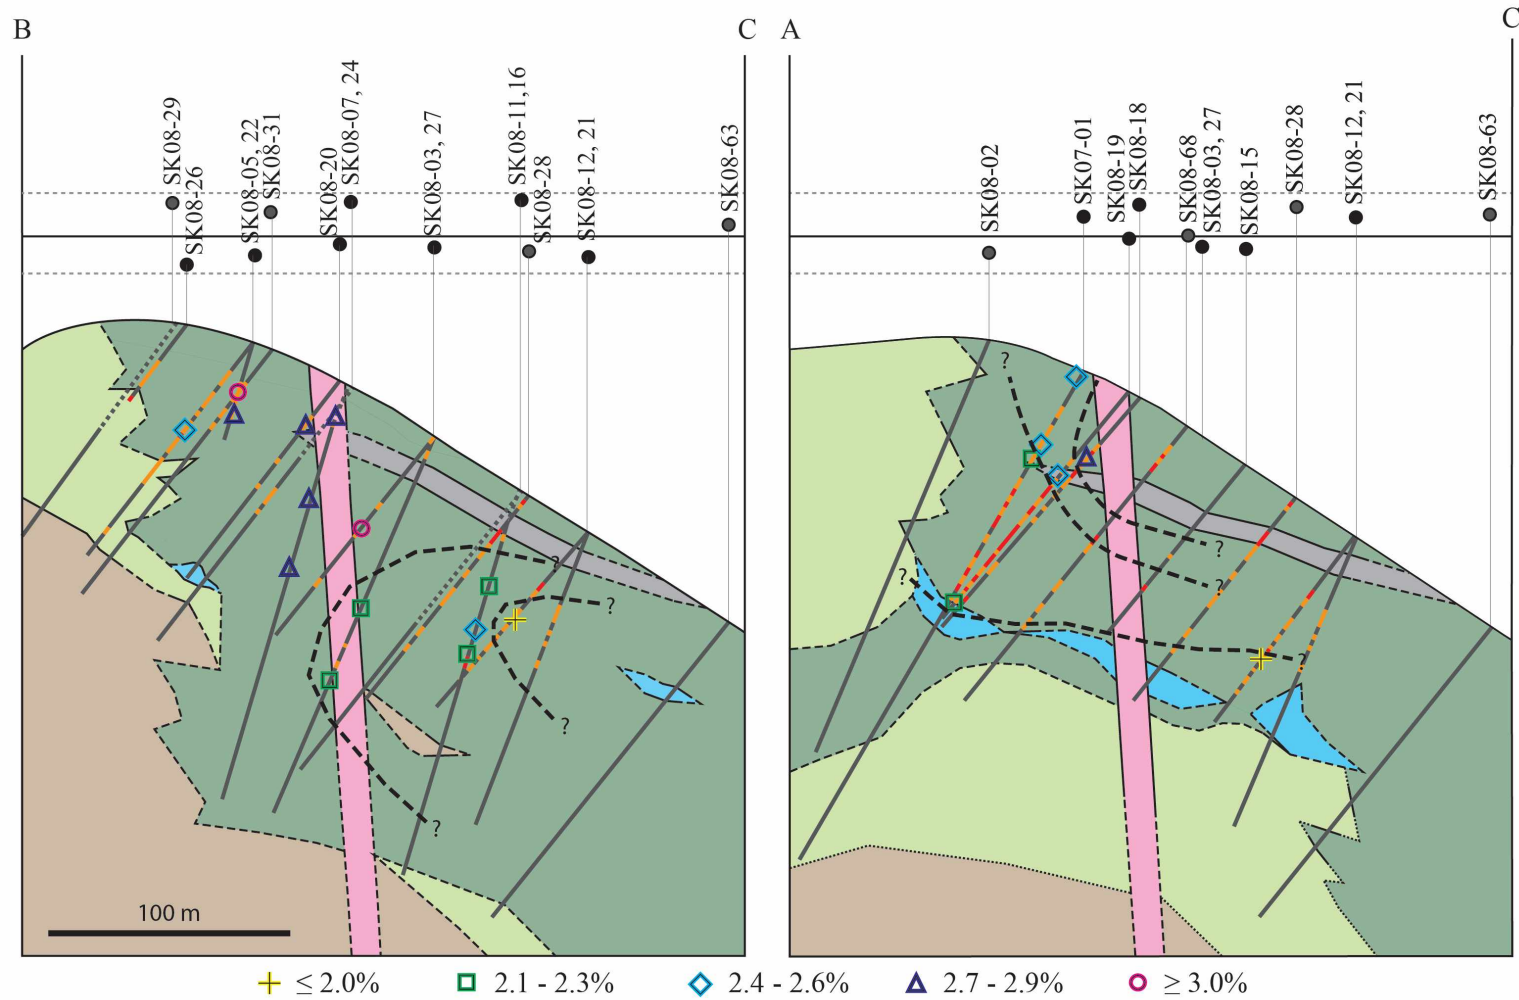 B
C
A
C
SK08-29
SK08-26
SK08-05, 22
SK08-31
SK08-20
SK08-07, 24
SK08-03, 27
SK08-11,16
SK08-28
SK08-12, 21
SK08-63
SK08-02
SK07-01
SK08-19
SK08-18
SK08-68
SK08-03, 27
SK08-15
SK08-28
SK08-12, 21
SK08-63
?
?
?
?
?
?
?
?
?
100 m
≤ 2.0%
2.1 - 2.3%
2.4 - 2.6%
2.7 - 2.9%
≥ 3.0%